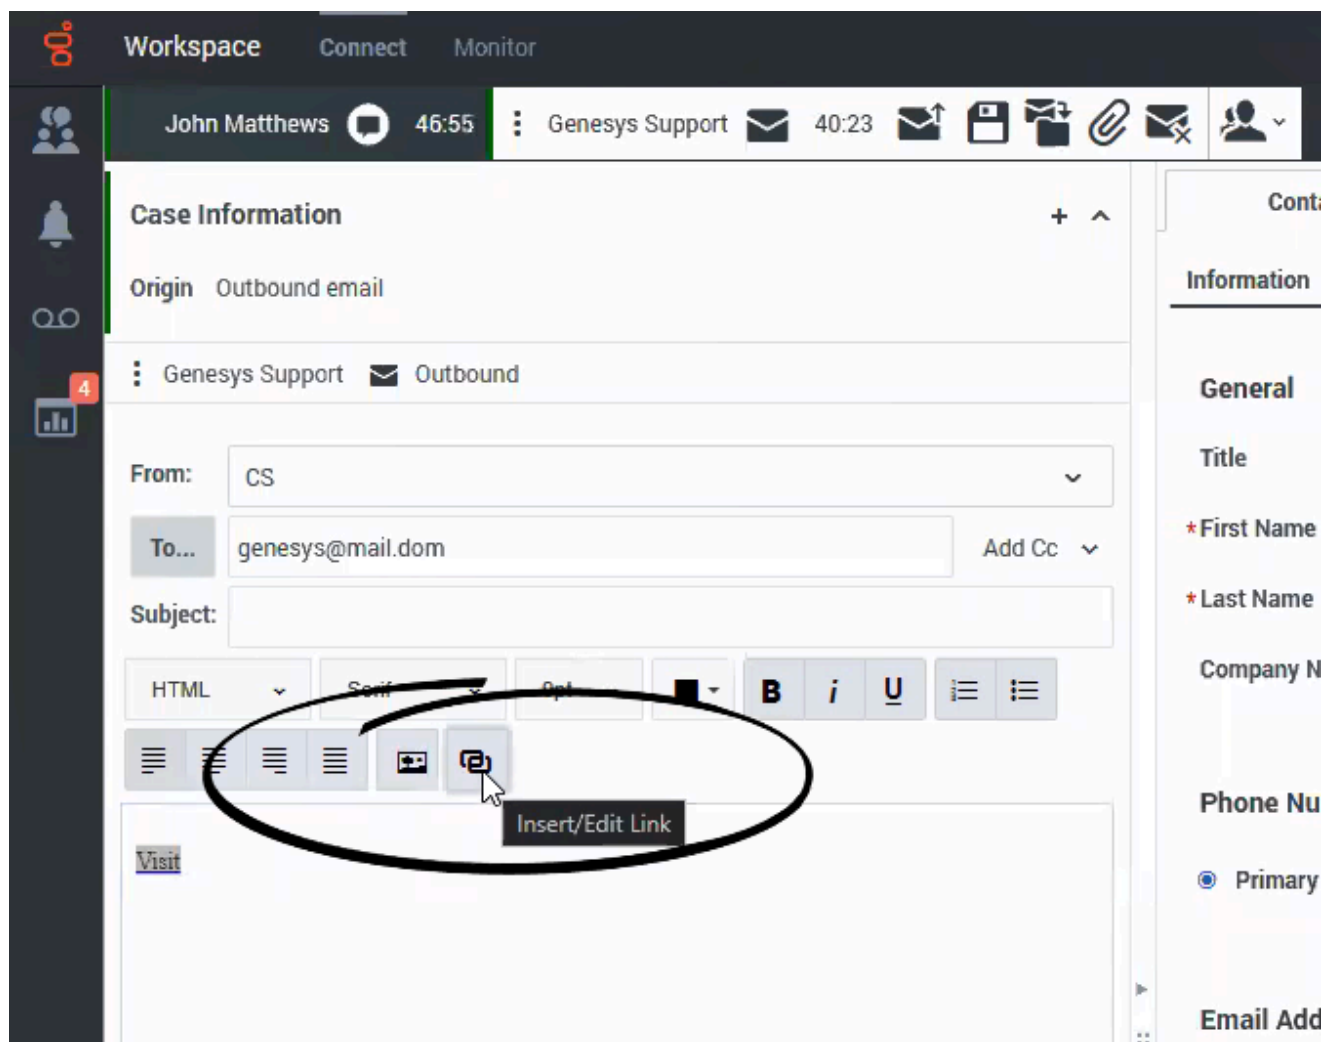 Workspace Connect Monitor
John Matthews 46:55 Genesys Support 40:23
Case Information
Conta
Origin Outbound email
Information
Genesys Support Outbound
4
General
From: CS
Title
To... genesys@mail.dom Add Cc
*First Name
Subject:
*Last Name
HTML Serif 9pt B i U
Company N
Insert/Edit Link
Phone Nu
Visit
Primary
Email Add